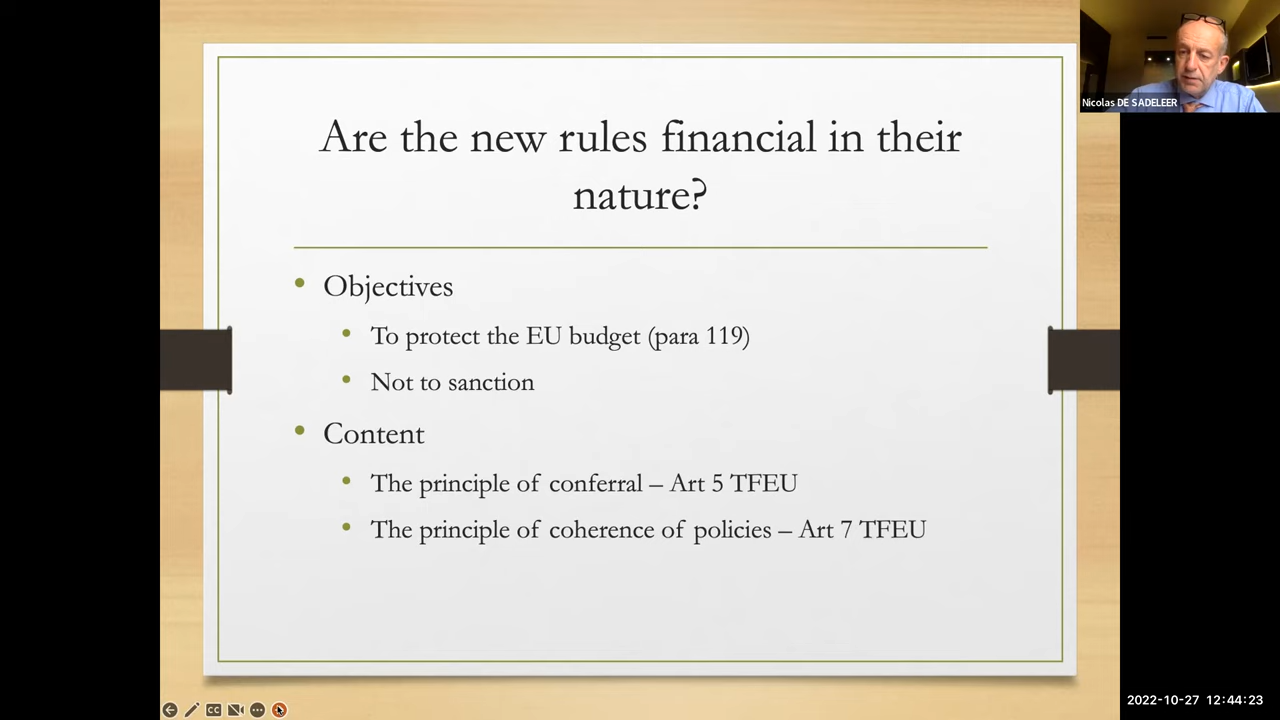 Are the new rules financial in their
nature?
• Objectives
• To protect the EU budget (para 119)
• Not to sanction
• Content
• The principle of conferral – Art 5 TFEU
• The principle of coherence of policies – Art 7 TFEU
Nicolas DE SADELEER
CC
2022-10-27 12:44:23